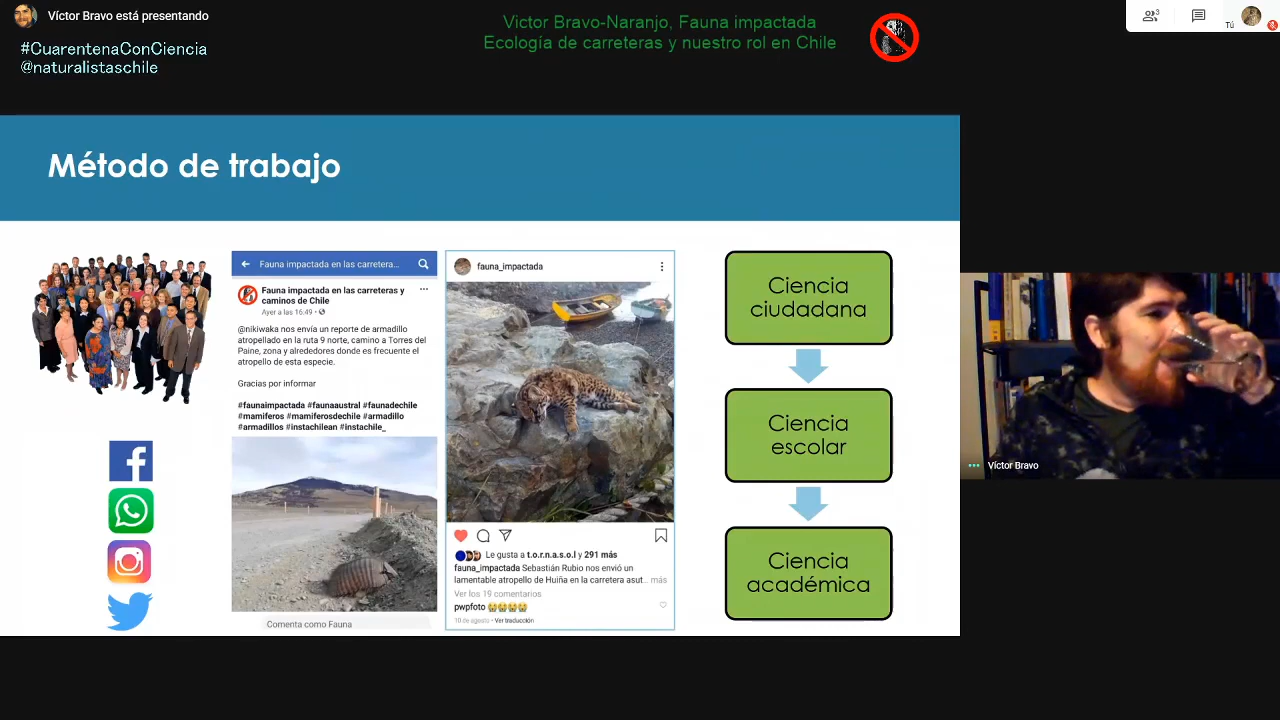 Víctor Bravo está presentando
#CuarentenaConCiencia
@naturalistaschile
Victor Bravo-Naranjo, Fauna impactada
Ecología de carreteras y nuestro rol en Chile
3
Tú
Método de trabajo
Fauna impactada en las carretera...
Fauna impactada en las carreteras y
caminos de Chile
Ayer a las 16:49
@nikiwaka nos envía un reporte de armadillo
atropellado en la ruta 9 norte, camino a Torres del
Paine, zona y alrededores donde es frecuente el
atropello de esta especie.
Gracias por informar
#faunaimpactada #faunaaustral #faunadechile
#mamiferos #mamiferosdechile #armadillo
#armadillos #instachilean #instachile_
Comenta como Fauna
fauna_impactada
Le gusta a t.o.r.n.a.s.o.l y 291 más
fauna_impactada Sebastián Rubio nos envió un
lamentable atropello de Huiña en la carretera asut... más
Ver los 19 comentarios
pwpfoto 😭😭😭😭
10 de agosto • Ver traducción
Ciencia
ciudadana
Ciencia
escolar
Ciencia
académica
Víctor Bravo